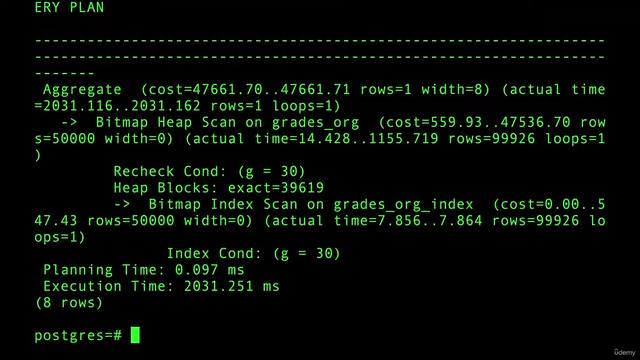 ERY PLAN
------------------------------------------------------------------------
------------------------------------------------------------------------
-------
 Aggregate  (cost=47661.70..47661.71 rows=1 width=8) (actual time
=2031.116..2031.162 rows=1 loops=1)
   ->  Bitmap Heap Scan on grades_org  (cost=559.93..47536.70 row
s=50000 width=0) (actual time=14.428..1155.719 rows=99926 loops=1
)
         Recheck Cond: (g = 30)
         Heap Blocks: exact=39619
         ->  Bitmap Index Scan on grades_org_index  (cost=0.00..5
47.43 rows=50000 width=0) (actual time=7.856..7.864 rows=99926 lo
ops=1)
               Index Cond: (g = 30)
 Planning Time: 0.097 ms
 Execution Time: 2031.251 ms
(8 rows)
postgres=#
udemy